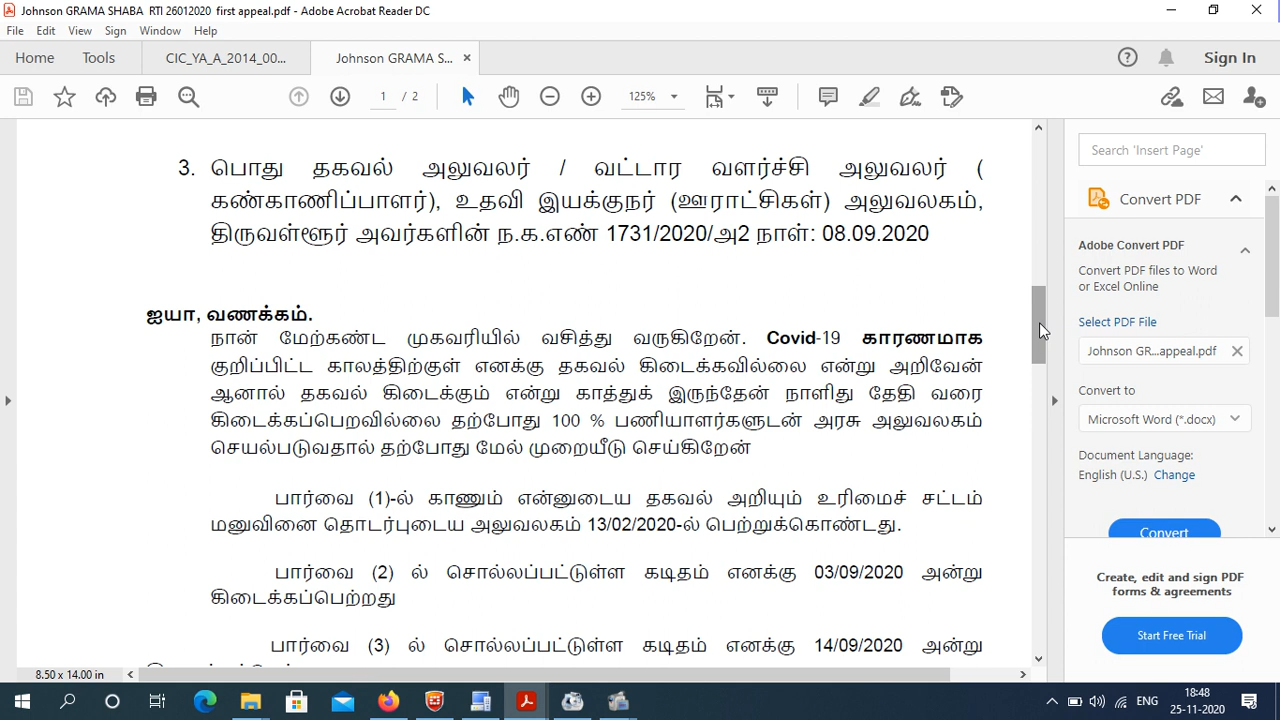 Johnson GRAMA SHABA RTI 26012020 first appeal.pdf - Adobe Acrobat Reader DC
File Edit View Sign Window Help
Home Tools CIC_YA_A_2014_00... Johnson GRAMA S... ×
1 / 2 125% Sign In
3. பொது தகவல் அலுவலர் / வட்டார வளர்ச்சி அலுவலர் (
கண்காணிப்பாளர்), உதவி இயக்குநர் (ஊராட்சிகள்) அலுவலகம்,
திருவள்ளூர் அவர்களின் ந.க.எண் 1731/2020/அ2 நாள்: 08.09.2020
ஐயா, வணக்கம்.
நான் மேற்கண்ட முகவரியில் வசித்து வருகிறேன். Covid-19 காரணமாக
குறிப்பிட்ட காலத்திற்குள் எனக்கு தகவல் கிடைக்கவில்லை என்று அறிவேன்
ஆனால் தகவல் கிடைக்கும் என்று காத்துக் இருந்தேன் நாளிது தேதி வரை
கிடைக்கப்பெறவில்லை தற்போது 100 % பணியாளர்களுடன் அரசு அலுவலகம்
செயல்படுவதால் தற்போது மேல் முறையீடு செய்கிறேன்
பார்வை (1)-ல் காணும் என்னுடைய தகவல் அறியும் உரிமைச் சட்டம்
மனுவினை தொடர்புடைய அலுவலகம் 13/02/2020-ல் பெற்றுக்கொண்டது.
பார்வை (2) ல் சொல்லப்பட்டுள்ள கடிதம் எனக்கு 03/09/2020 அன்று
கிடைக்கப்பெற்றது
பார்வை (3) ல் சொல்லப்பட்டுள்ள கடிதம் எனக்கு 14/09/2020 அன்று
8.50 x 14.00 in
Search 'Insert Page'
Convert PDF
Adobe Convert PDF
Convert PDF files to Word
or Excel Online
Select PDF File
Johnson GR...appeal.pdf
Convert to
Microsoft Word (*.docx)
Document Language:
English (U.S.) Change
Convert
Create, edit and sign PDF
forms & agreements
Start Free Trial
ENG
18:48
25-11-2020